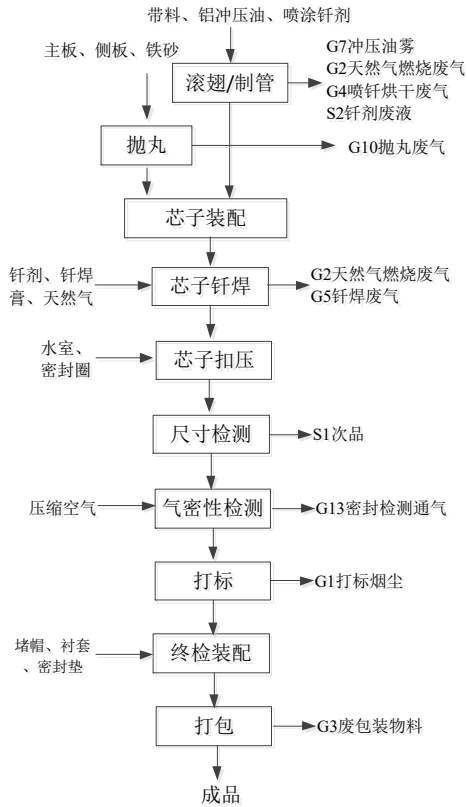 带料、铝冲压油、喷涂钎剂
主板、侧板、铁砂
滚翅/制管
G7冲压油雾
G2天然气燃烧废气
G4喷钎烘干废气
S2钎剂废液
抛丸
G10抛丸废气
芯子装配
钎剂、钎焊
膏、天然气
芯子钎焊
G2天然气燃烧废气
G5钎焊废气
水室、
密封圈
芯子扣压
尺寸检测
S1次品
压缩空气
气密性检测
G13密封检测通气
打标
G1打标烟尘
堵帽、衬套
、密封垫
终检装配
打包
G3废包装物料
成品